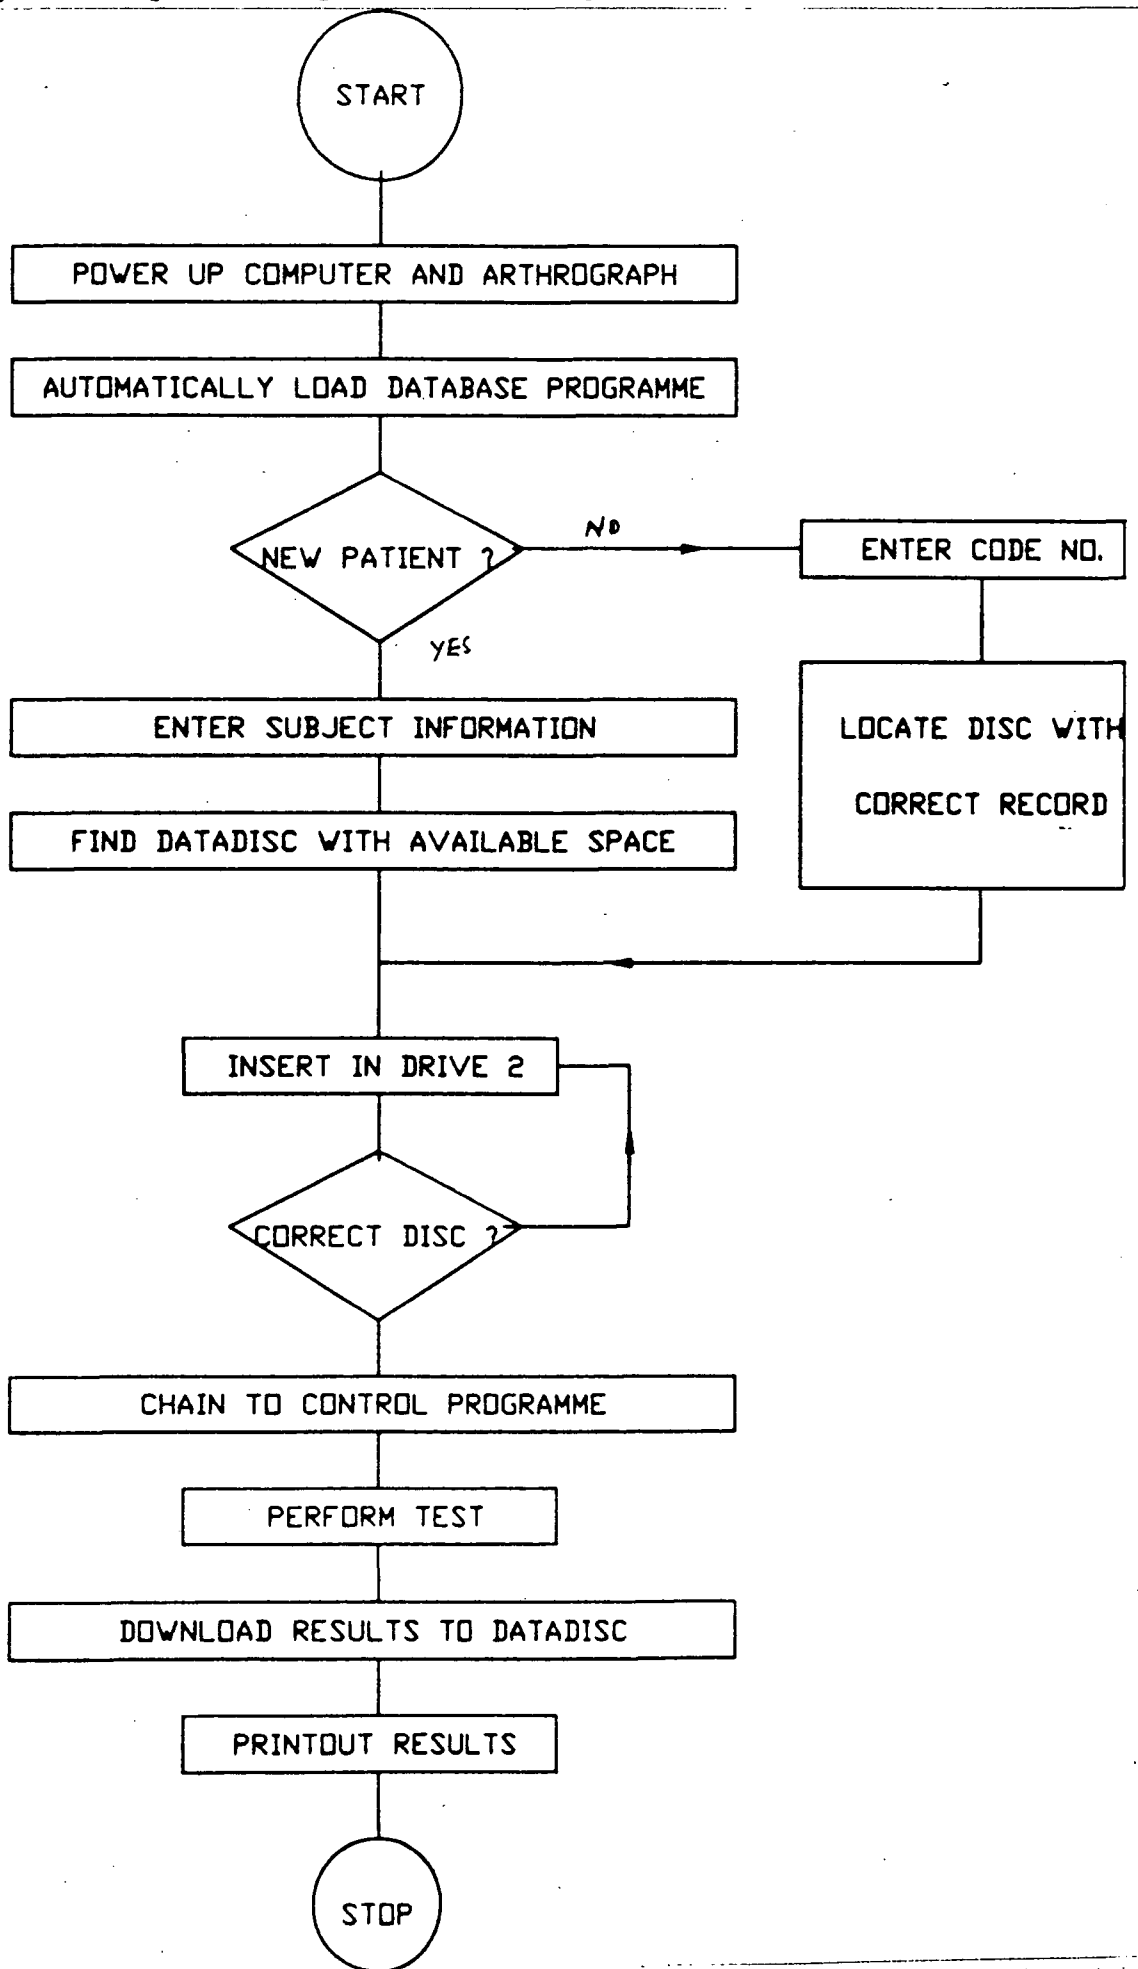 START
POWER UP COMPUTER AND ARTHROGRAPH
AUTOMATICALLY LOAD DATABASE PROGRAMME
NEW PATIENT ?
NO
ENTER CODE NO.
YES
LOCATE DISC WITH
CORRECT RECORD
ENTER SUBJECT INFORMATION
FIND DATADISC WITH AVAILABLE SPACE
INSERT IN DRIVE 2
CORRECT DISC ?
CHAIN TO CONTROL PROGRAMME
PERFORM TEST
DOWNLOAD RESULTS TO DATADISC
PRINTOUT RESULTS
STOP